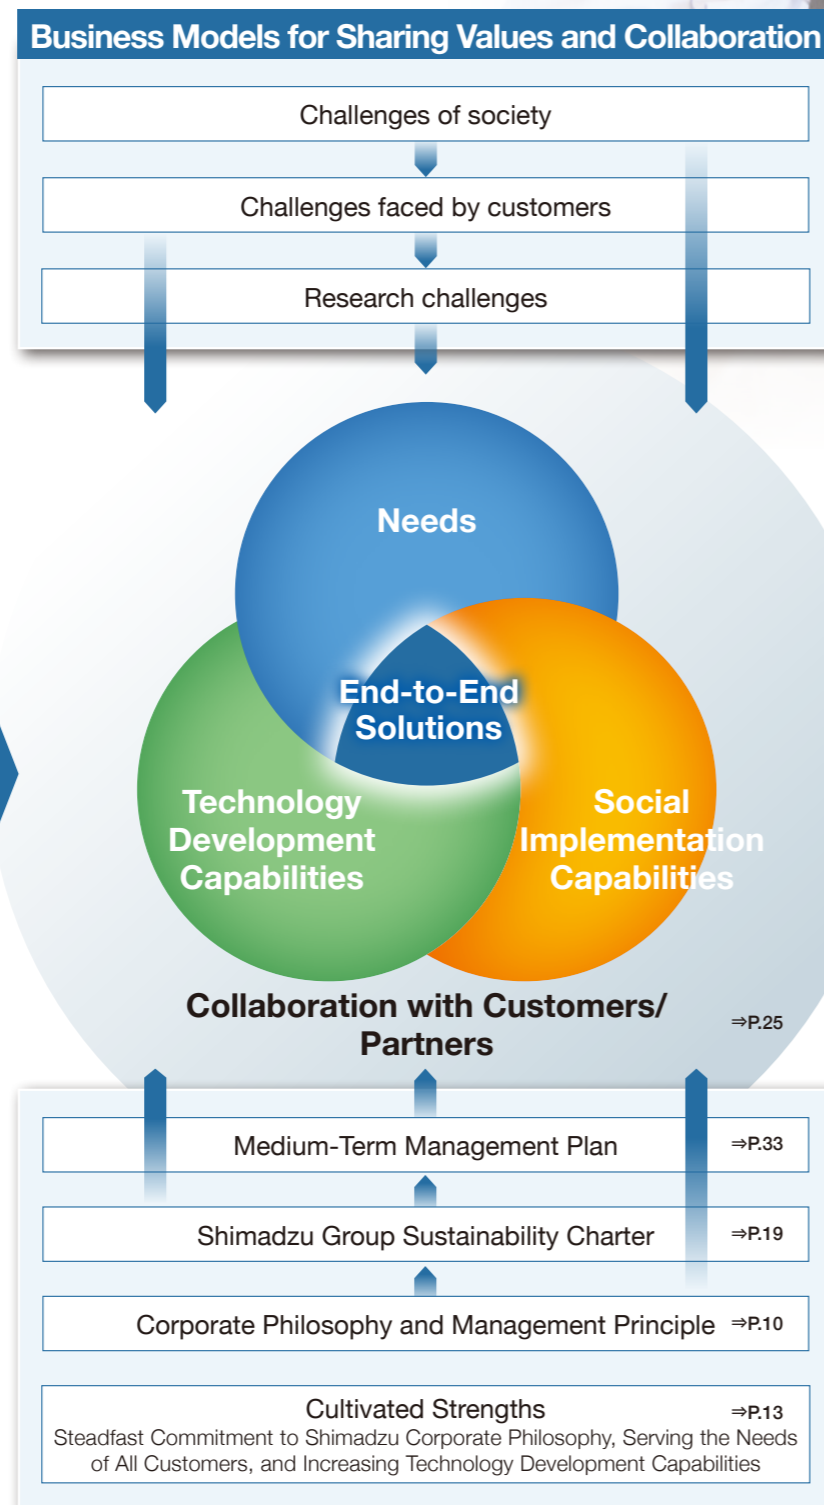 Business Models for Sharing Values and Collaboration
Challenges of society
Challenges faced by customers
Research challenges
Needs
End-to-End
Solutions
Technology
Development
Capabilities
Social
Implementation
Capabilities
Collaboration with Customers/
Partners
⇒P.25
Medium-Term Management Plan ⇒P.33
Shimadzu Group Sustainability Charter ⇒P.19
Corporate Philosophy and Management Principle ⇒P.10
Cultivated Strengths ⇒P.13
Steadfast Commitment to Shimadzu Corporate Philosophy, Serving the Needs
of All Customers, and Increasing Technology Development Capabilities